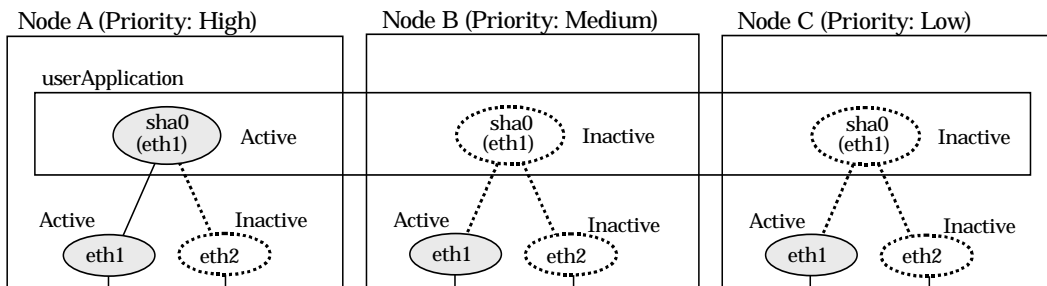 Node A (Priority: High)
Node B (Priority: Medium)
Node C (Priority: Low)
userApplication
sha0
(eth1)
Active
sha0
(eth1)
Inactive
sha0
(eth1)
Inactive
Active
Inactive
Active
Inactive
Active
Inactive
eth1
eth2
eth1
eth2
eth1
eth2